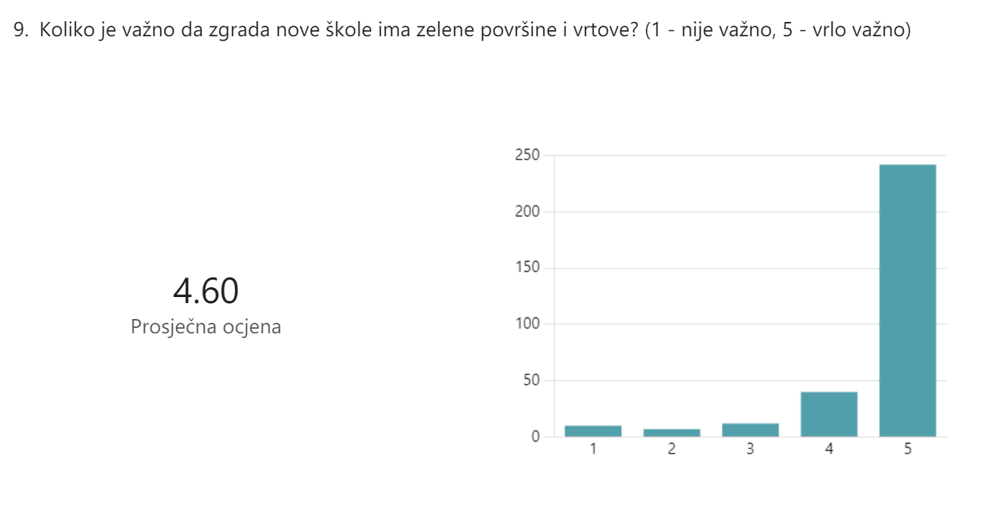 9. Koliko je važno da zgrada nove škole ima zelene površine i vrtove? (1 - nije važno, 5 - vrlo važno)
4.60
Prosječna ocjena
250
200
150
100
50
0
1 2 3 4 5